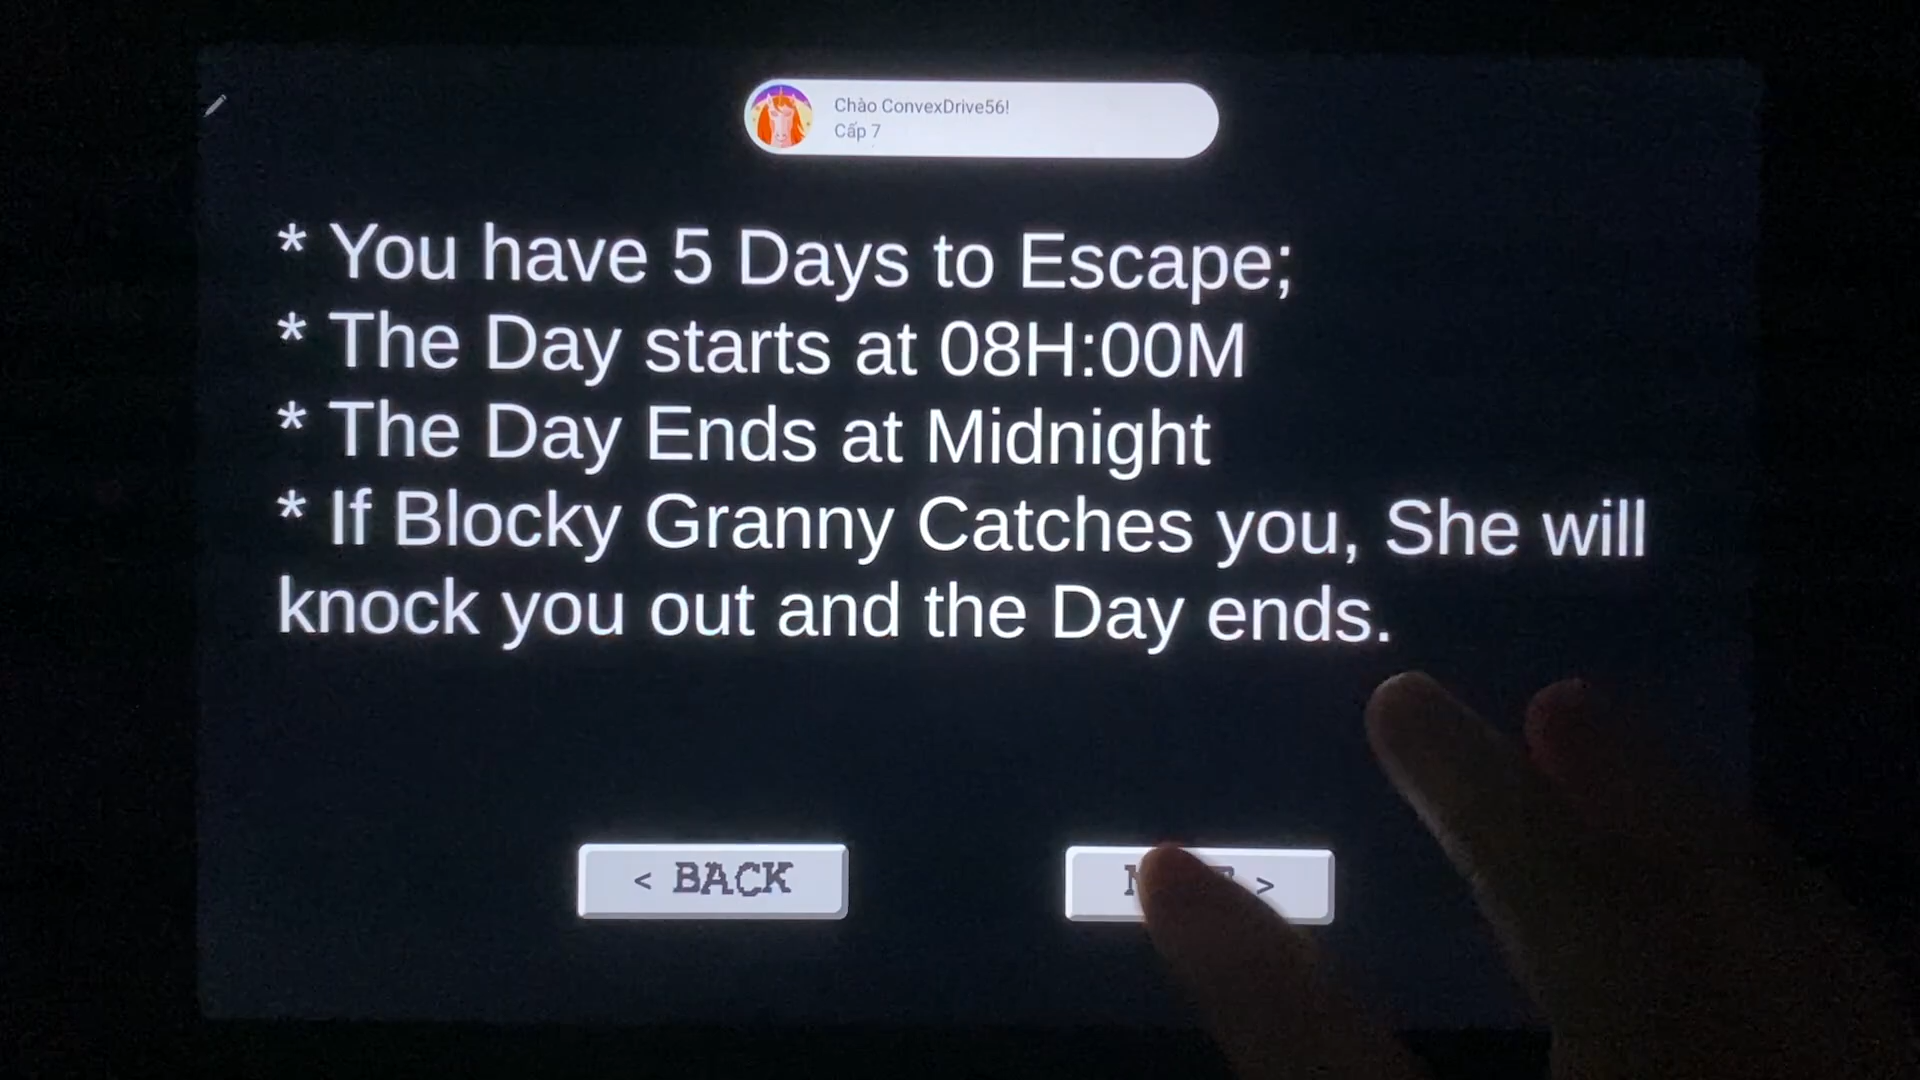 Chào ConvexDrive56!
Cấp 7
* You have 5 Days to Escape;
* The Day starts at 08H:00M
* The Day Ends at Midnight
* If Blocky Granny Catches you, She will
knock you out and the Day ends.
< BACK
>